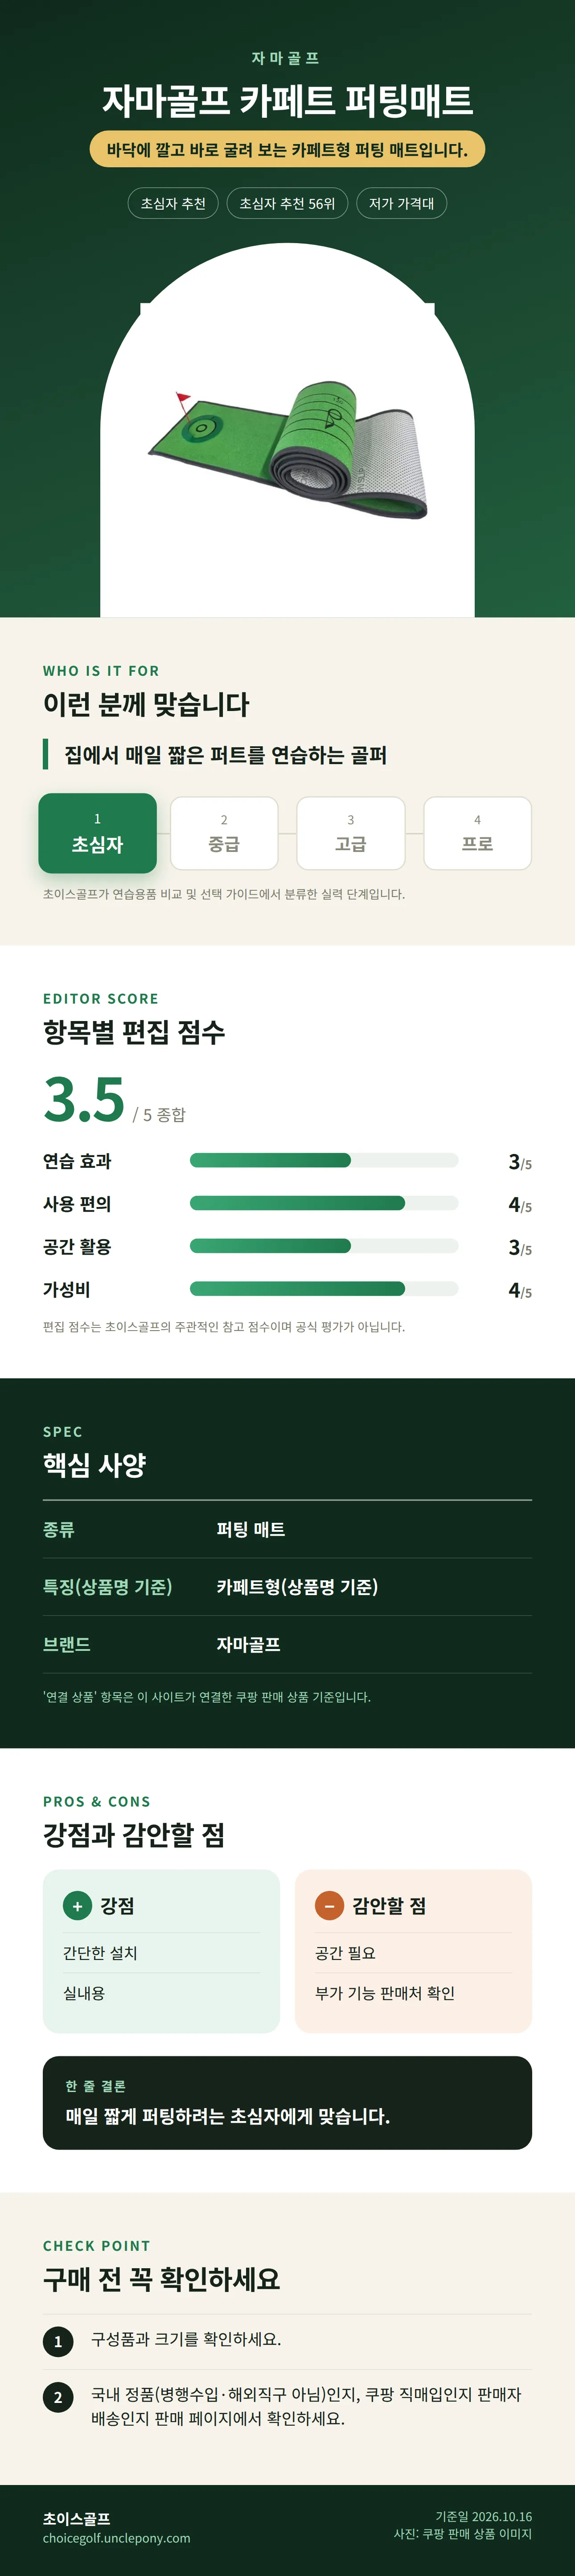 자마골프
자마골프 카페트 퍼팅매트
바닥에 깔고 바로 굴려 보는 카페트형 퍼팅 매트입니다.
초심자 추천
초심자 추천 56위
저가 가격대
WHO IS IT FOR
이런 분께 맞습니다
집에서 매일 짧은 퍼트를 연습하는 골퍼
1
초심자
2
중급
3
고급
4
프로
초이스골프가 연습용품 비교 및 선택 가이드에서 분류한 실력 단계입니다.
EDITOR SCORE
항목별 편집 점수
3.5 / 5 종합
연습 효과 3/5
사용 편의 4/5
공간 활용 3/5
가성비 4/5
편집 점수는 초이스골프의 주관적인 참고 점수이며 공식 평가가 아닙니다.
SPEC
핵심 사양
종류 퍼팅 매트
특징(상품명 기준) 카페트형(상품명 기준)
브랜드 자마골프
'연결 상품' 항목은 이 사이트가 연결한 쿠팡 판매 상품 기준입니다.
PROS & CONS
강점과 감안할 점
+ 강점
간단한 설치
실내용
− 감안할 점
공간 필요
부가 기능 판매처 확인
한 줄 결론
매일 짧게 퍼팅하려는 초심자에게 맞습니다.
CHECK POINT
구매 전 꼭 확인하세요
1 구성품과 크기를 확인하세요.
2 국내 정품(병행수입·해외직구 아님)인지, 쿠팡 직매입인지 판매자
배송인지 판매 페이지에서 확인하세요.
초이스골프
choicegolf.unclepony.com
기준일 2026.10.16
사진: 쿠팡 판매 상품 이미지